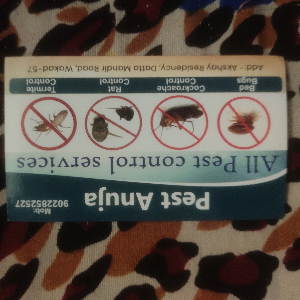 Mob:
9028852527
Pest Anuja
All Pest control services
Bed
Bugs
Cockroache
Control
Rat
Control
Termite
Control
Add:- Akshay Residency, Datta Mandir Road, Wakad-57